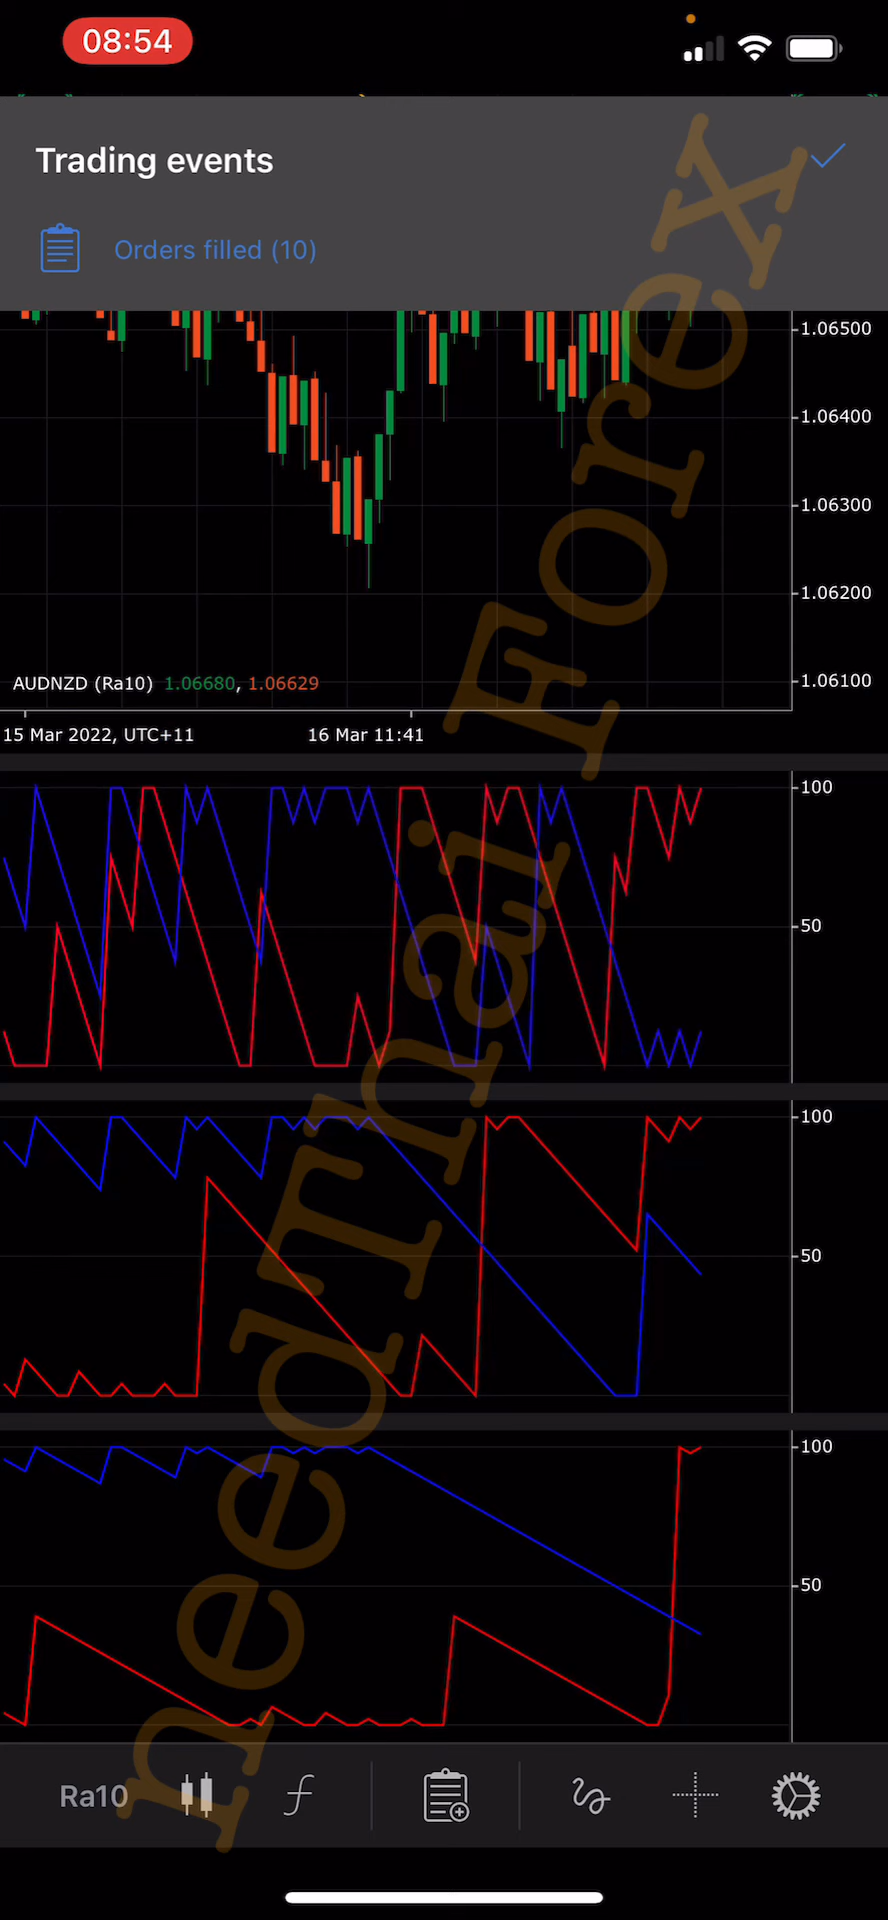 08:54
Trading events
Orders filled (10)
1.06500
1.06400
1.06300
1.06200
1.06100
AUDNZD (Ra10) 1.06680, 1.06629
15 Mar 2022, UTC+11 16 Mar 11:41
100
50
100
50
100
50
Ra10
needThai Forex